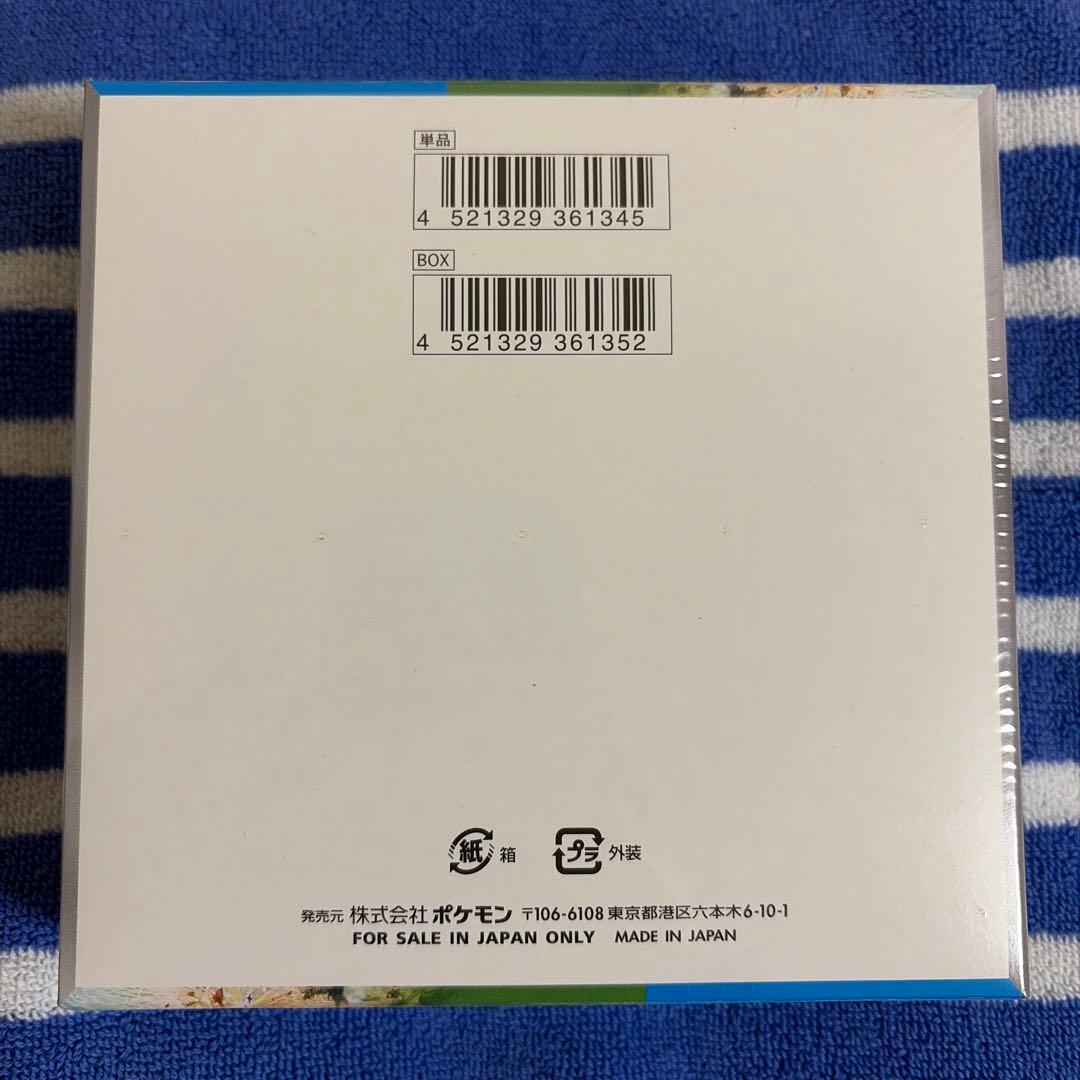 単品
4 521329 361345
BOX
4 521329 361352
紙 箱 プラ 外装
発売元 株式会社 ポケモン 〒106-6108 東京都港区六本木6-10-1
FOR SALE IN JAPAN ONLY MADE IN JAPAN